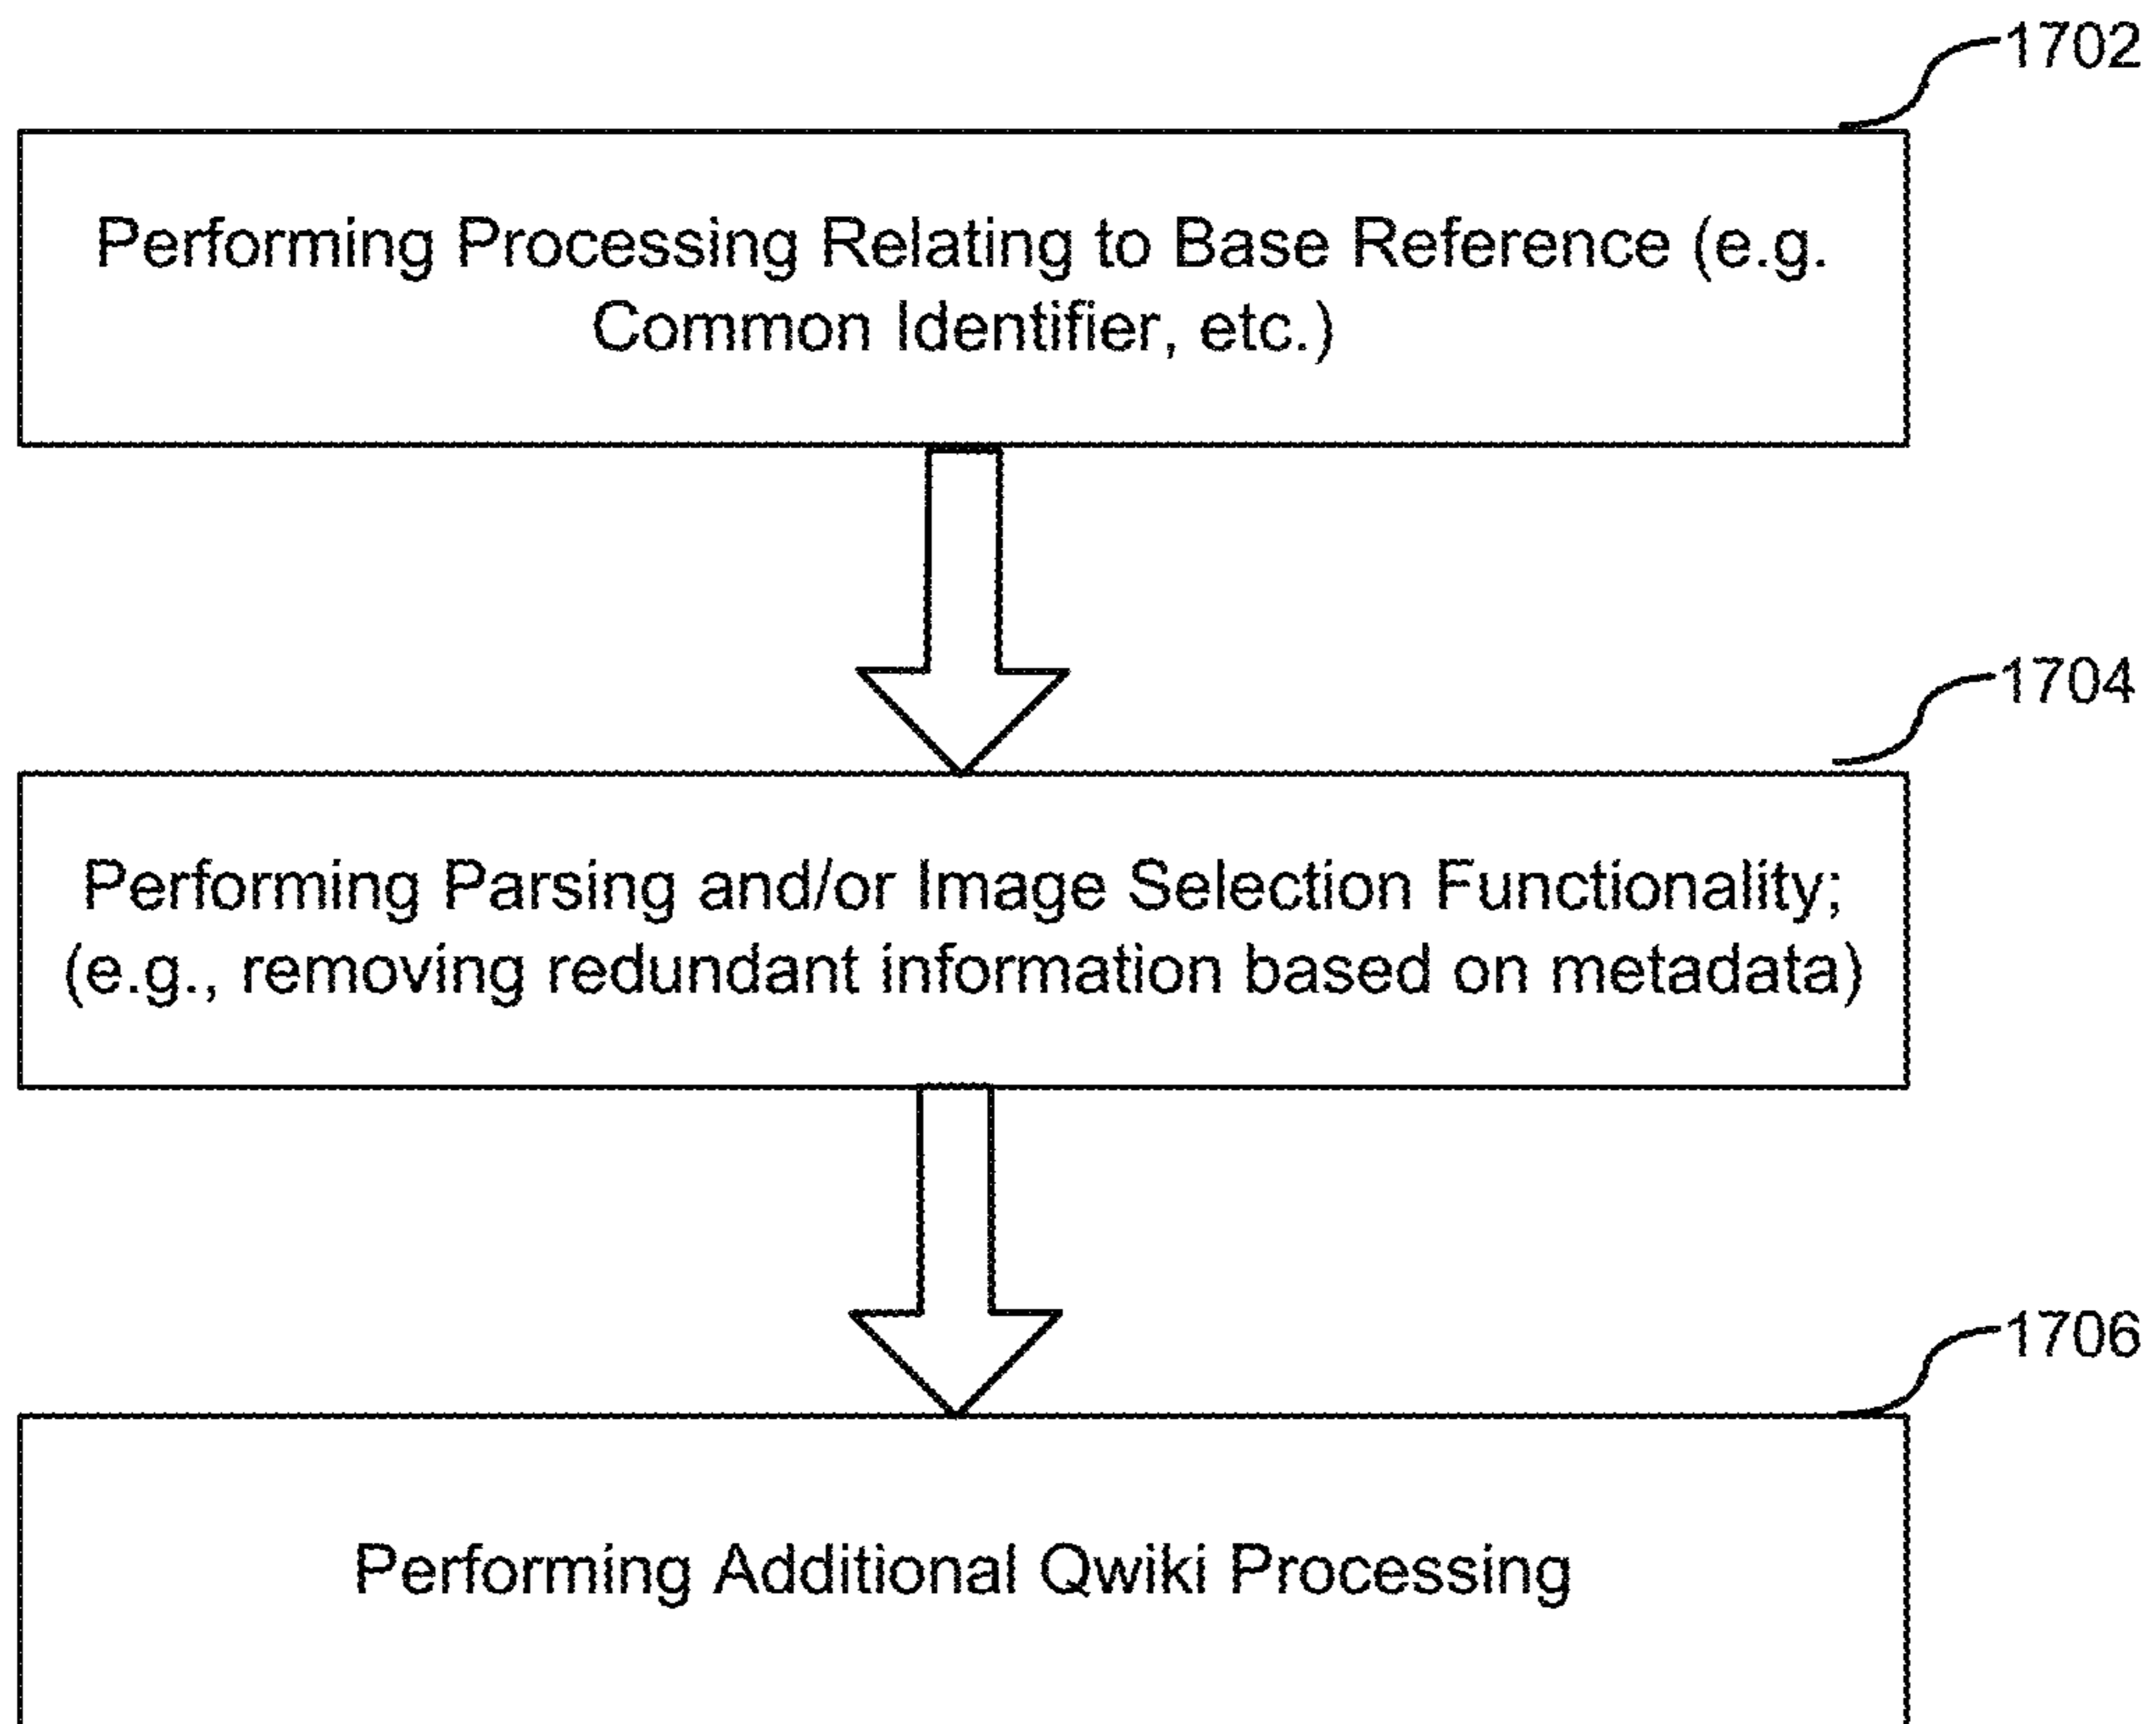 1702
Performing Processing Relating to Base Reference (e.g.
Common Identifier, etc.)
1704
Performing Parsing and/or Image Selection Functionality;
(e.g., removing redundant information based on metadata)
1706
Performing Additional Qwiki Processing